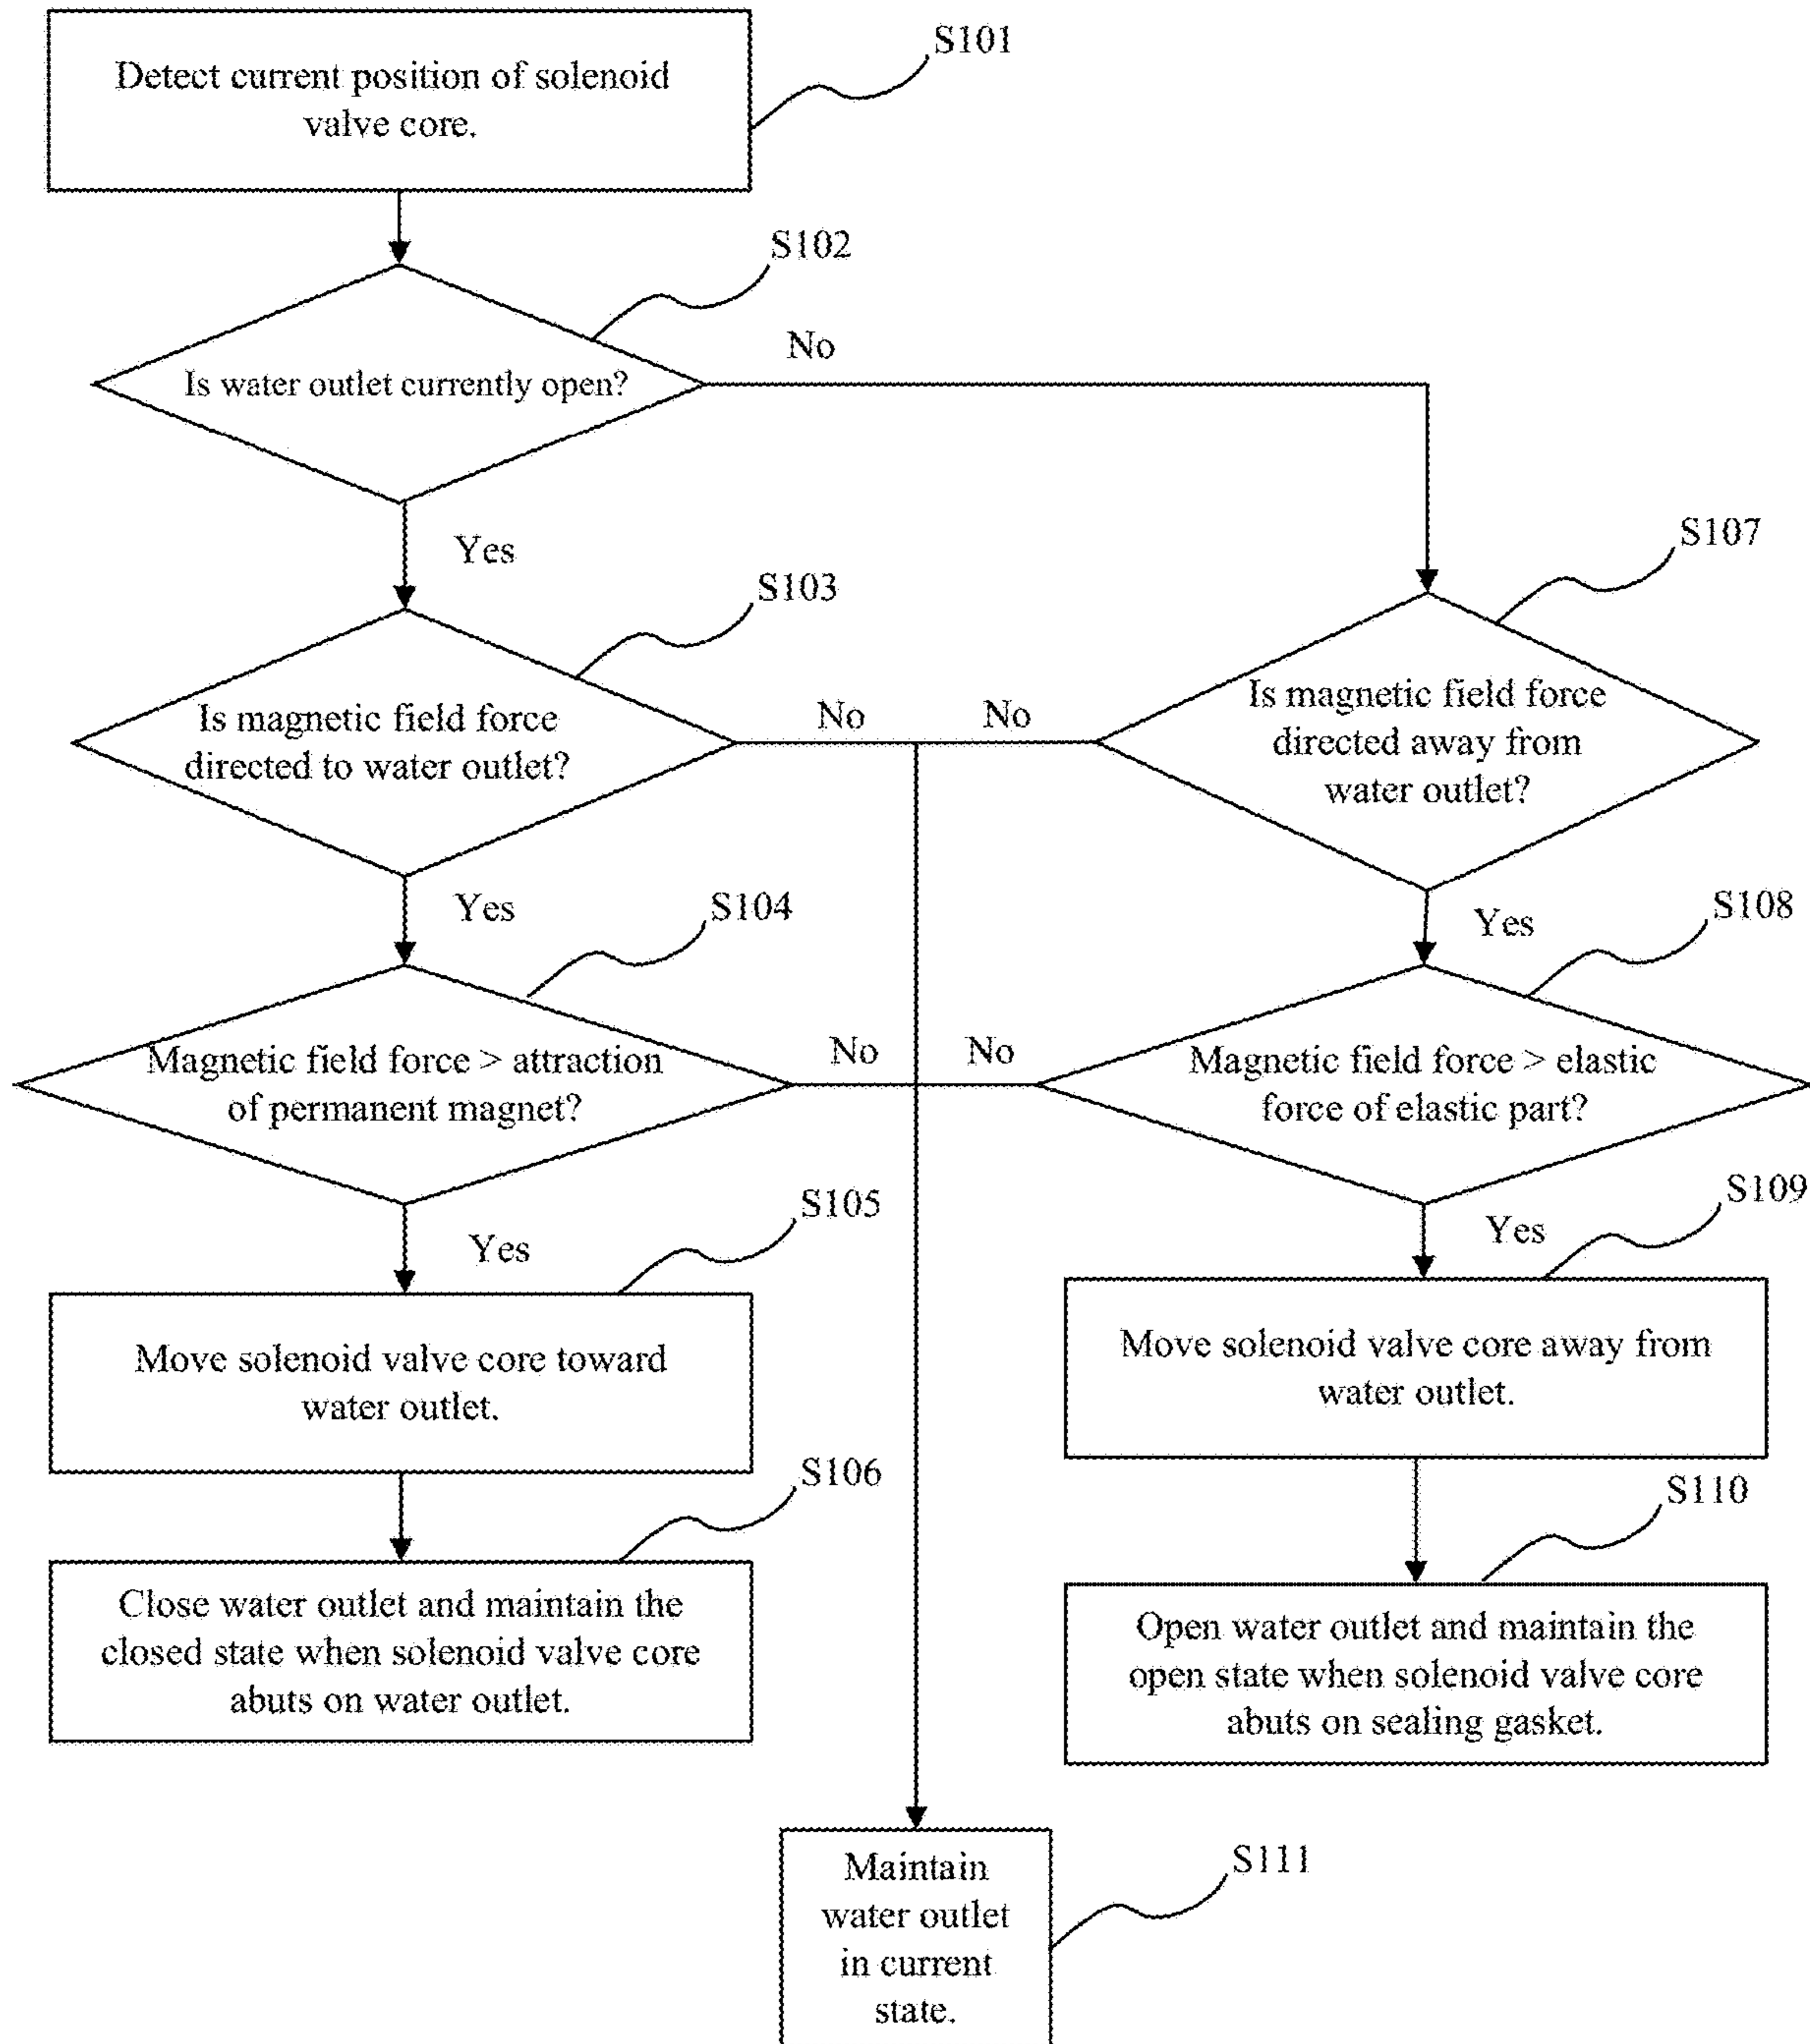 Detect current position of solenoid
valve core.
S101
S102
Is water outlet currently open?
No
Yes
S103
Is magnetic field force
directed to water outlet?
No
No
S107
Is magnetic field force
directed away from
water outlet?
Yes
S104
Magnetic field force > attraction
of permanent magnet?
No
No
Yes
S108
Magnetic field force > elastic
force of elastic part?
Yes
S105
Move solenoid valve core toward
water outlet.
Yes
S109
Move solenoid valve core away from
water outlet.
S106
Close water outlet and maintain the
closed state when solenoid valve core
abuts on water outlet.
S110
Open water outlet and maintain the
open state when solenoid valve core
abuts on sealing gasket.
Maintain
water outlet
in current
state.
S111